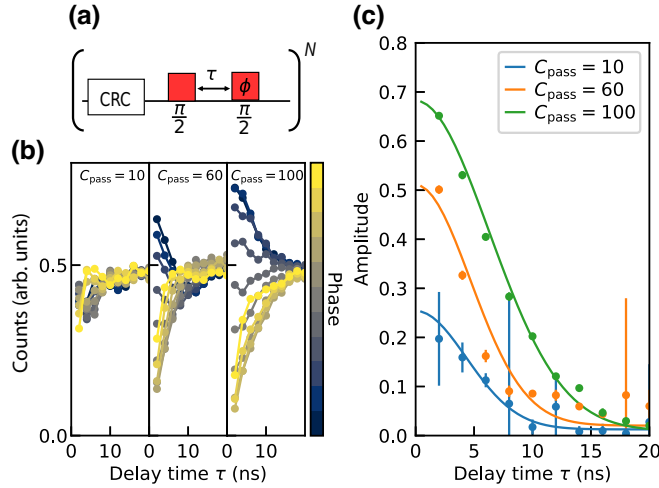 (a)
N
CRC
τ
ϕ
π/2
π/2
(b)
C_pass = 10
C_pass = 60
C_pass = 100
Counts (arb. units)
0.5
0.0
0
10
0
10
0
10
Delay time τ (ns)
Phase
(c)
Amplitude
0.8
0.7
0.6
0.5
0.4
0.3
0.2
0.1
0.0
C_pass = 10
C_pass = 60
C_pass = 100
0
5
10
15
20
Delay time τ (ns)